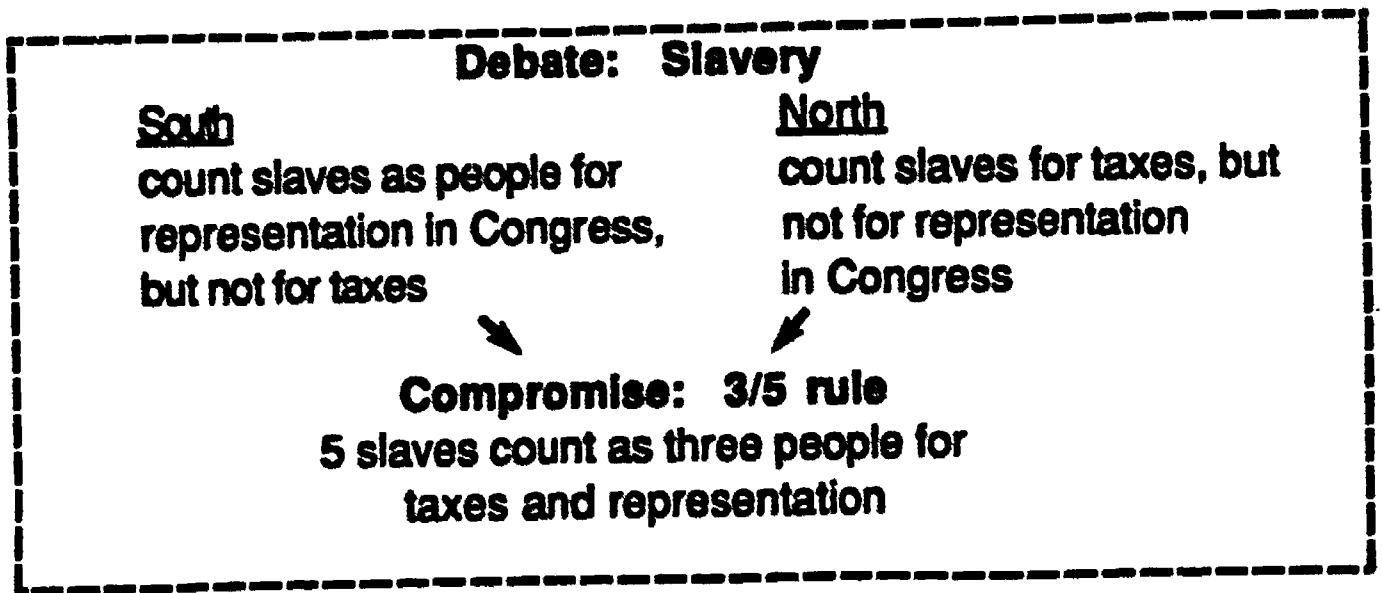 Debate: Slavery
South
count slaves as people for
representation in Congress,
but not for taxes
North
count slaves for taxes, but
not for representation
in Congress
Compromise: 3/5 rule
5 slaves count as three people for
taxes and representation